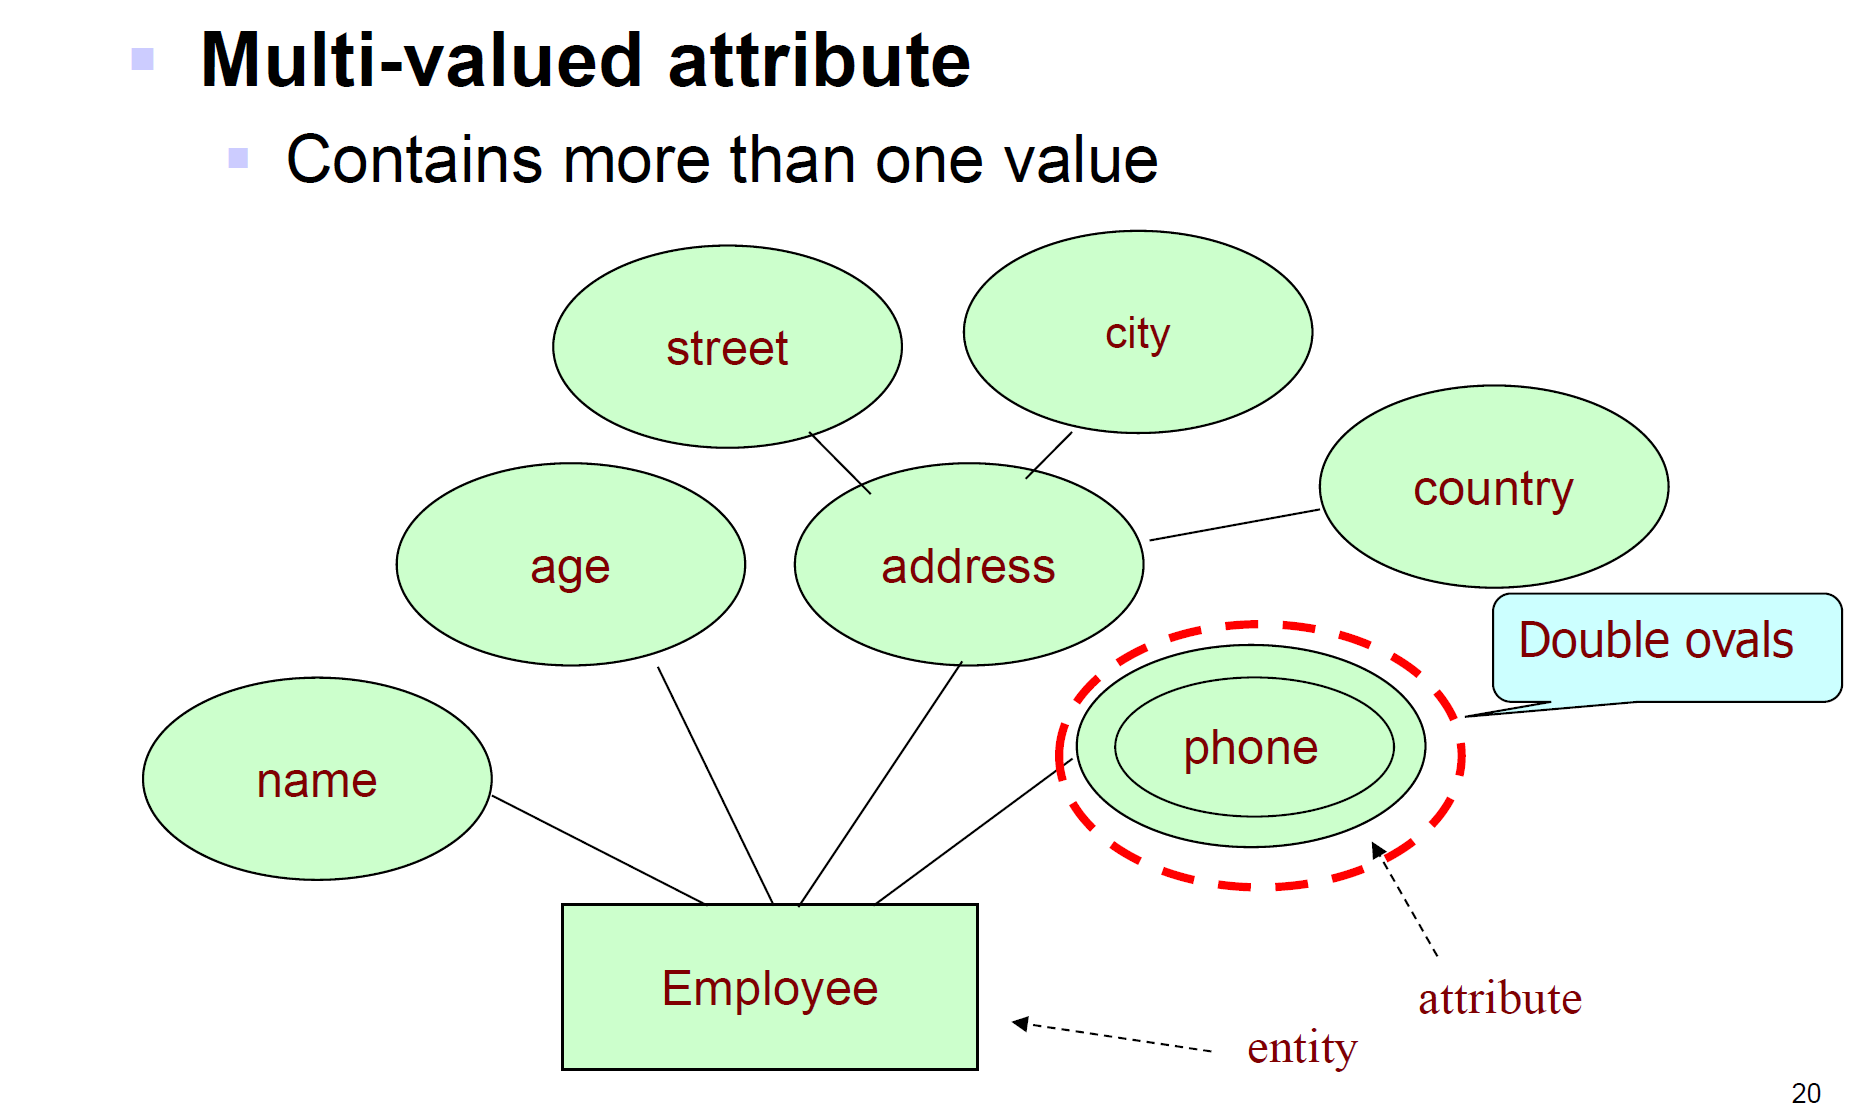 Multi-valued attribute
Contains more than one value
street
city
country
age
address
Double ovals
name
phone
Employee
attribute
entity
20